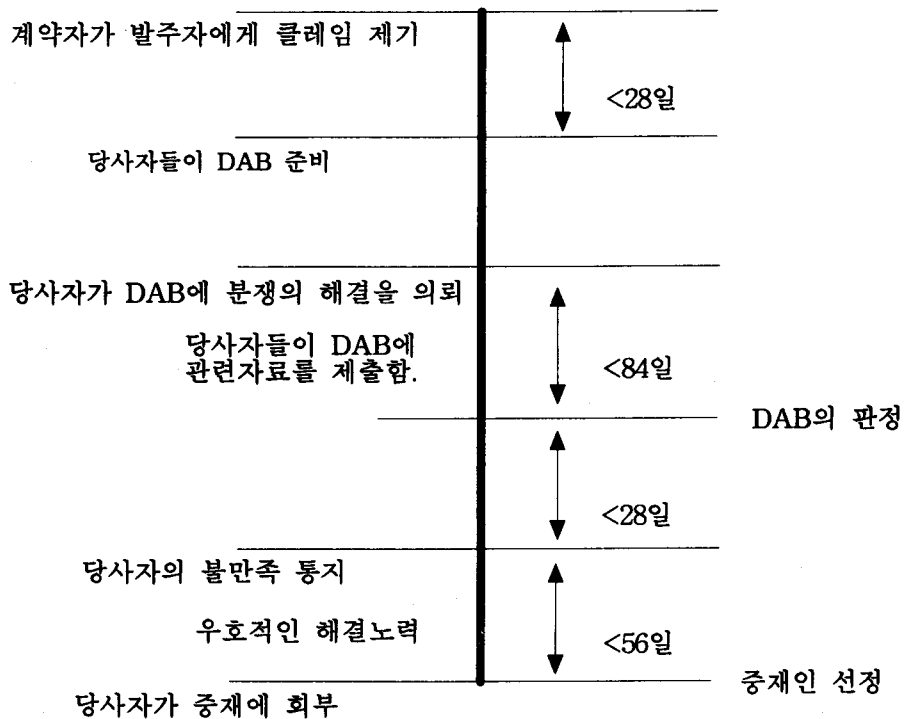 계약자가 발주자에게 클레임 제기
<28일
당사자들이 DAB 준비
당사자가 DAB에 분쟁의 해결을 의뢰
당사자들이 DAB에
관련자료를 제출함.
<84일
DAB의 판정
<28일
당사자의 불만족 통지
우호적인 해결노력
<56일
중재인 선정
당사자가 중재에 회부